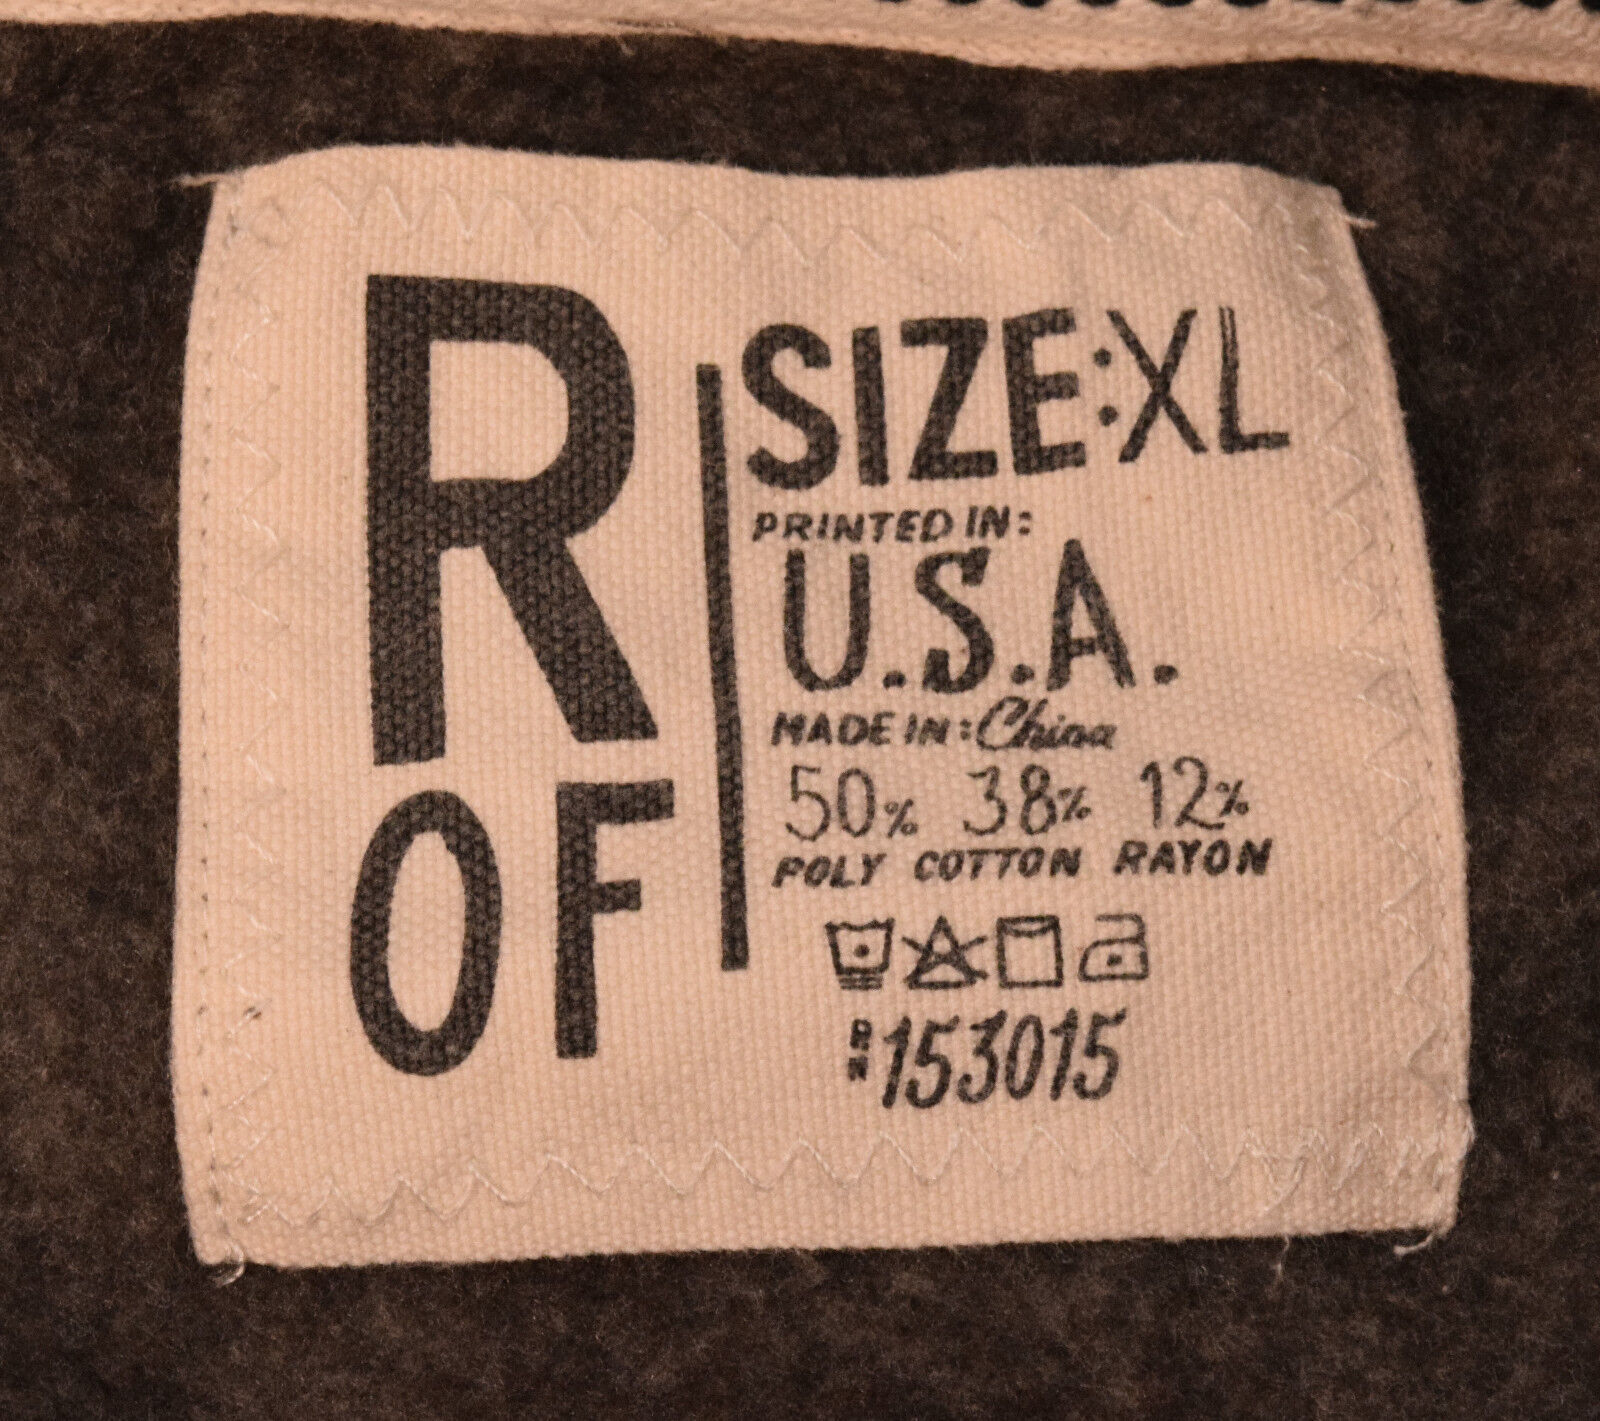 R
OF
SIZE:XL
PRINTED IN:
U.S.A.
MADE IN: China
50% 38% 12%
POLY COTTON RAYON
RN 153015